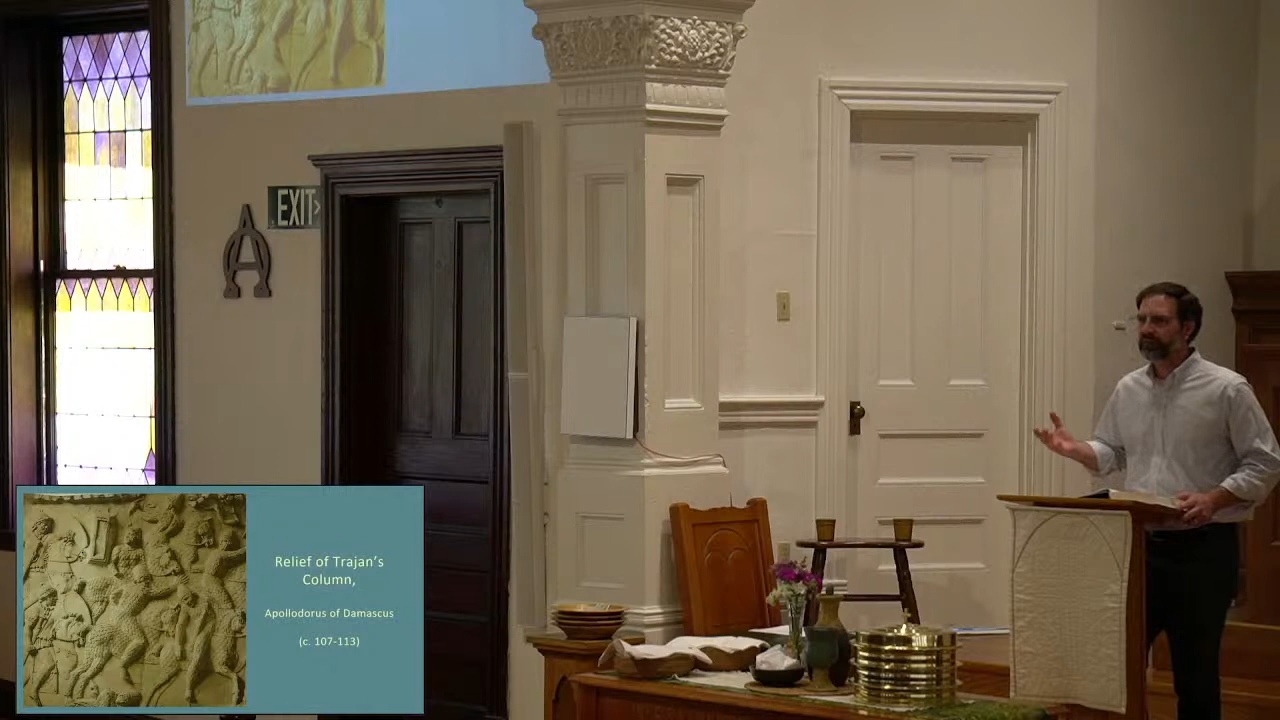 EXIT
Relief of Trajan's
Column,
Apollodorus of Damascus
(c. 107-113)